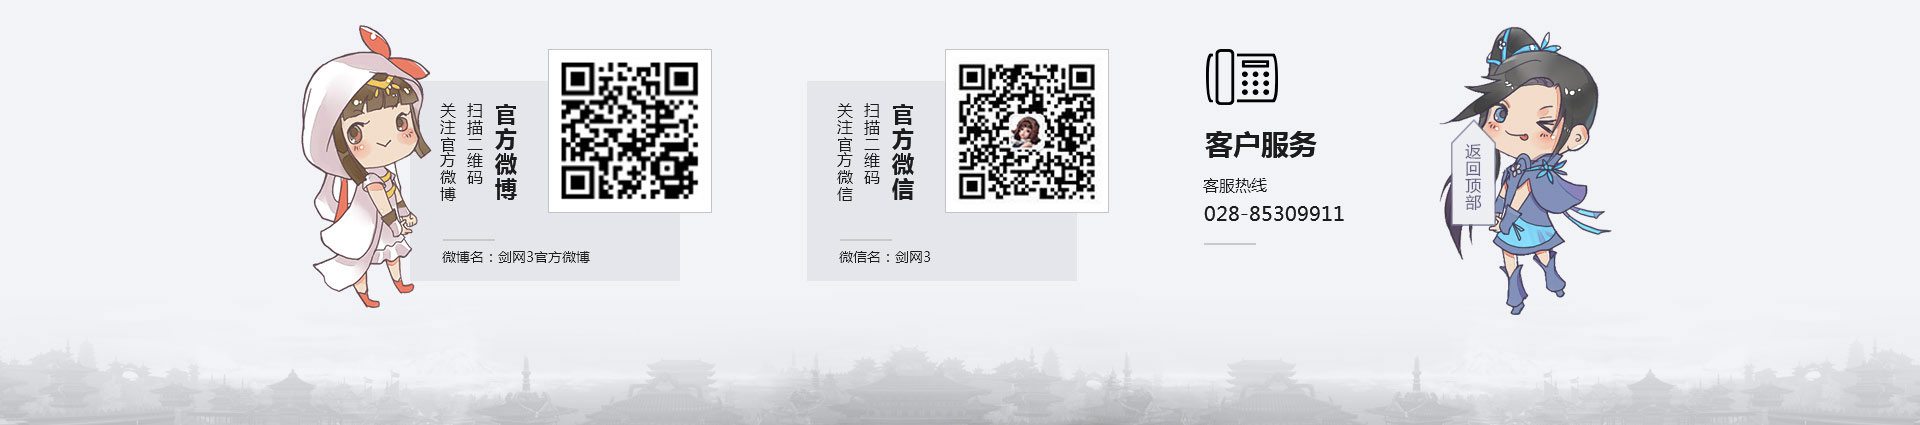 官方微博
扫描二维码
关注官方微博
微博名：剑网3官方微博
官方微信
扫描二维码
关注官方微信
微信名：剑网3
客户服务
客服热线
028-85309911
返回顶部